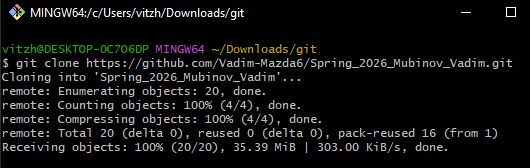 MINGW64:/c/Users/vitzh/Downloads/git
vitzh@DESKTOP-OC7O6DP MINGW64 ~/Downloads/git
$ git clone https://github.com/Vadim-Mazda6/Spring_2026_Mubinov_Vadim.git
Cloning into 'Spring_2026_Mubinov_Vadim'...
remote: Enumerating objects: 20, done.
remote: Counting objects: 100% (4/4), done.
remote: Compressing objects: 100% (4/4), done.
remote: Total 20 (delta 0), reused 0 (delta 0), pack-reused 16 (from 1)
Receiving objects: 100% (20/20), 35.39 MiB | 303.00 KiB/s, done.